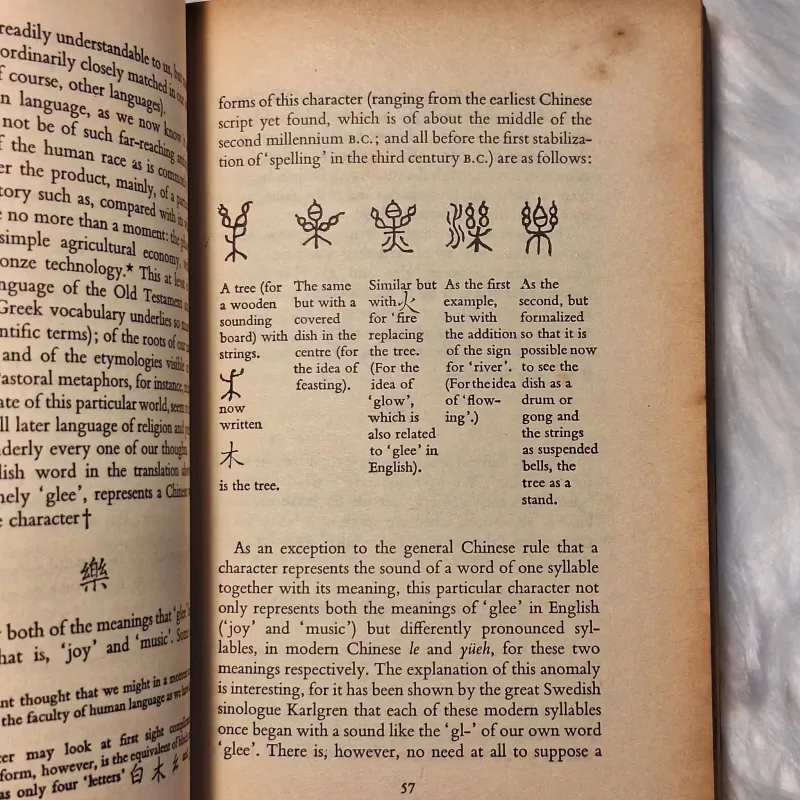 readily understandable to us, but
ordinarily closely matched in our
f course, other languages).
n language, as we now know it
not be of such far-reaching
f the human race as is
er the product, mainly, of a
tory such as, compared with
e no more than a moment: the
simple agricultural economy,
onze technology.* This at least
nguage of the Old Testament
Greek vocabulary underlies so
ntific terms); of the roots of our
and of the etymologies visible
Pastoral metaphors, for instance,
ate of this particular world, seem
ll later language of religion and
nderly every one of our thoughts
lish word in the translation
nely 'glee', represents a Chinese
e character†
樂
both of the meanings that 'glee'
hat is, 'joy' and 'music'.
nt thought that we might in a moment
the faculty of human language as we
ter may look at first sight
form, however, is the equivalent of
as only four 'letters' 白 木
forms of this character (ranging from the earliest Chinese
script yet found, which is of about the middle of the
second millennium B.C.; and all before the first stabiliza-
tion of 'spelling' in the third century B.C.) are as follows:
A tree (for
a wooden
sounding
board) with
strings.
now
written
木
is the tree.
The same
but with a
covered
dish in the
centre (for
the idea of
feasting).
Similar but
with 火
for 'fire
replacing
the tree.
(For the
idea of
'glow',
which is
also related
to 'glee' in
English).
As the first
example,
but with
the addition
of the sign
for 'river'.
(For the idea
of 'flow-
ing'.)
As the
second, but
formalized
so that it is
possible now
to see the
dish as a
drum or
gong and
the strings
as suspended
bells, the
tree as a
stand.
As an exception to the general Chinese rule that a
character represents the sound of a word of one syllable
together with its meaning, this particular character not
only represents both the meanings of 'glee' in English
('joy' and 'music') but differently pronounced syl-
lables, in modern Chinese le and yüeh, for these two
meanings respectively. The explanation of this anomaly
is interesting, for it has been shown by the great Swedish
sinologue Karlgren that each of these modern syllables
once began with a sound like the 'gl-' of our own word
'glee'. There is, however, no need at all to suppose a
57